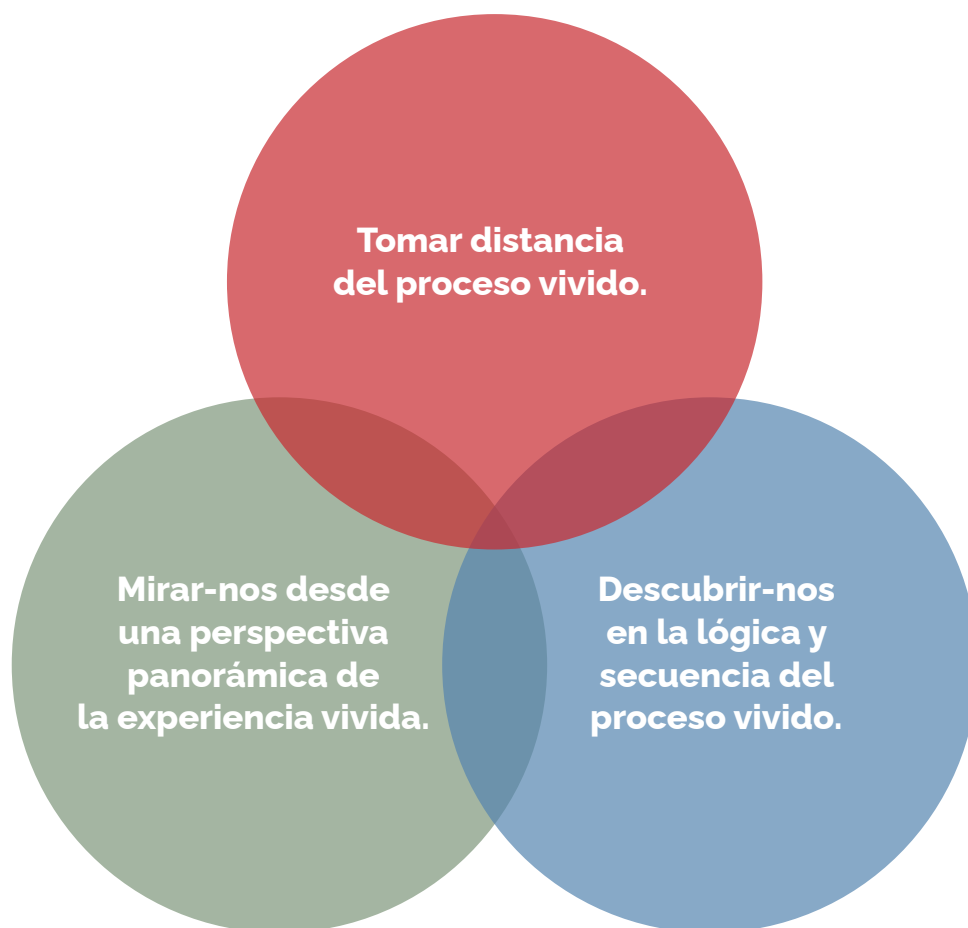 Tomar distancia
del proceso vivido.
Mirar-nos desde
una perspectiva
panorámica de
la experiencia vivida.
Descubrir-nos
en la lógica y
secuencia del
proceso vivido.